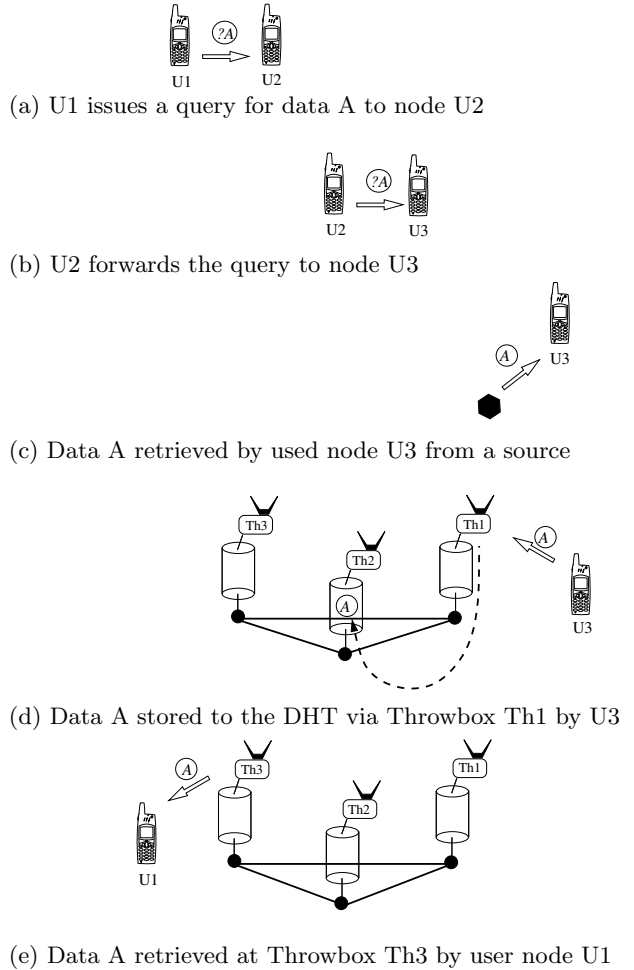 ?A
U1 U2
(a) U1 issues a query for data A to node U2
?A
U2 U3
(b) U2 forwards the query to node U3
A
U3
(c) Data A retrieved by used node U3 from a source
Th3 Th1
A
Th2
A
U3
(d) Data A stored to the DHT via Throwbox Th1 by U3
A Th3 Th1
Th2
U1
(e) Data A retrieved at Throwbox Th3 by user node U1